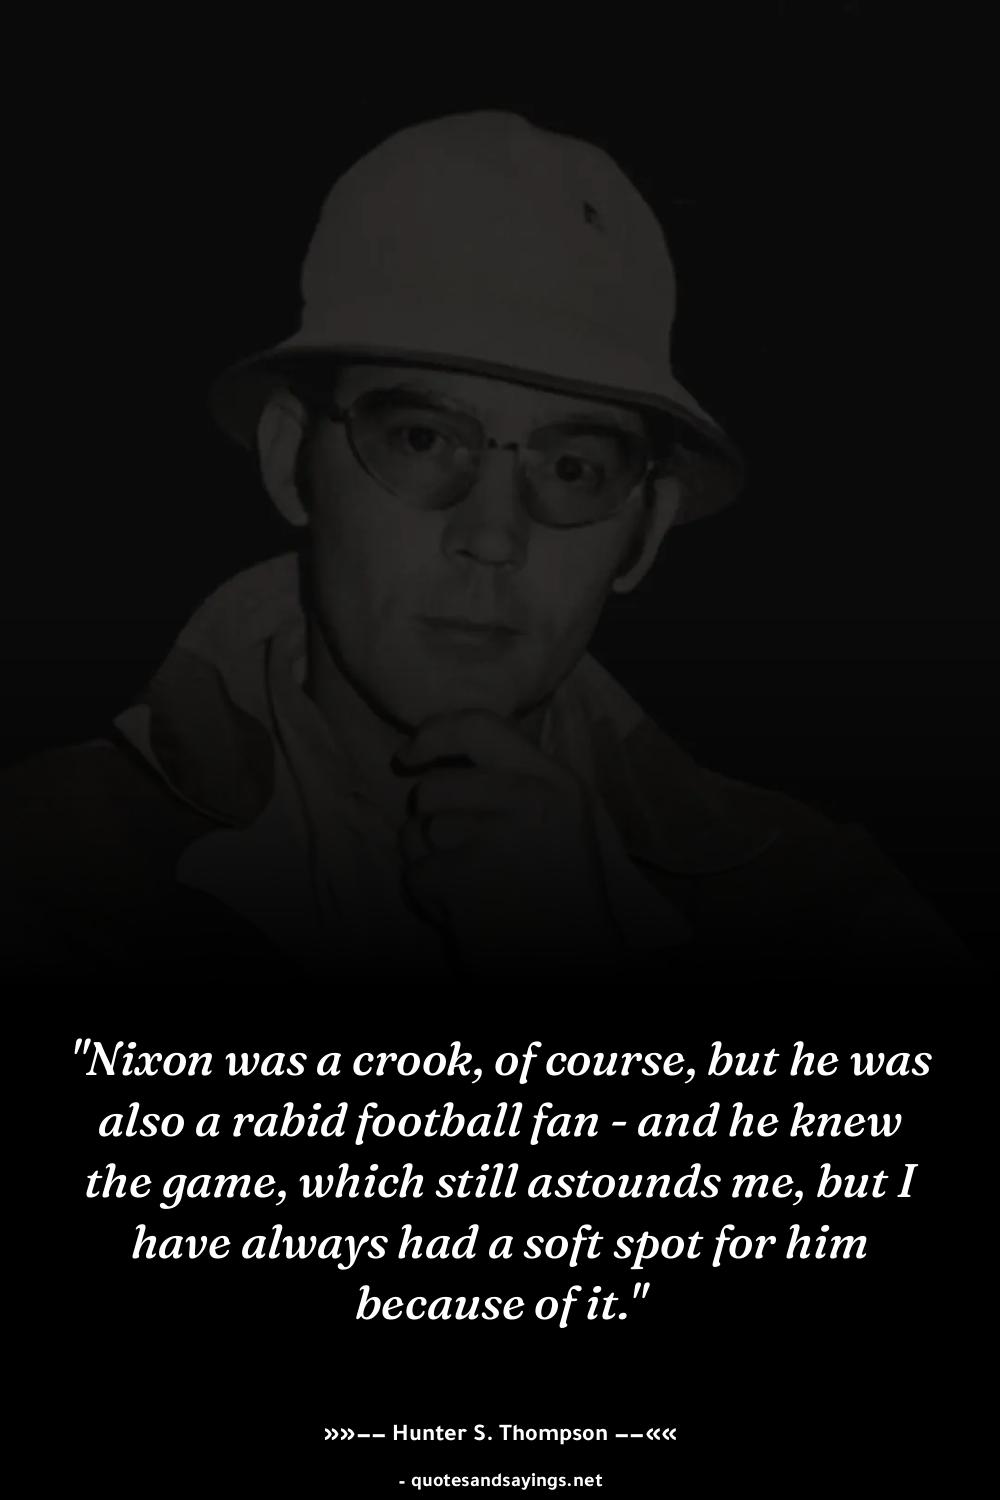 "Nixon was a crook, of course, but he was
also a rabid football fan - and he knew
the game, which still astounds me, but I
have always had a soft spot for him
because of it."
»»−− Hunter S. Thompson −−««
- quotesandsayings.net